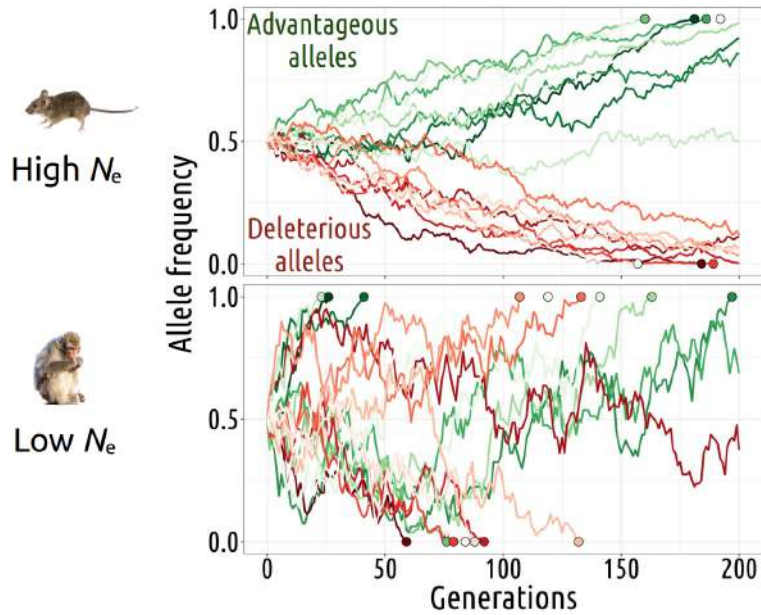 Advantageous
alleles
High Nₑ
Deleterious
alleles
Low Nₑ
Allele frequency
1.0
0.5
0.0
1.0
0.5
0.0
0
50
100
150
200
Generations